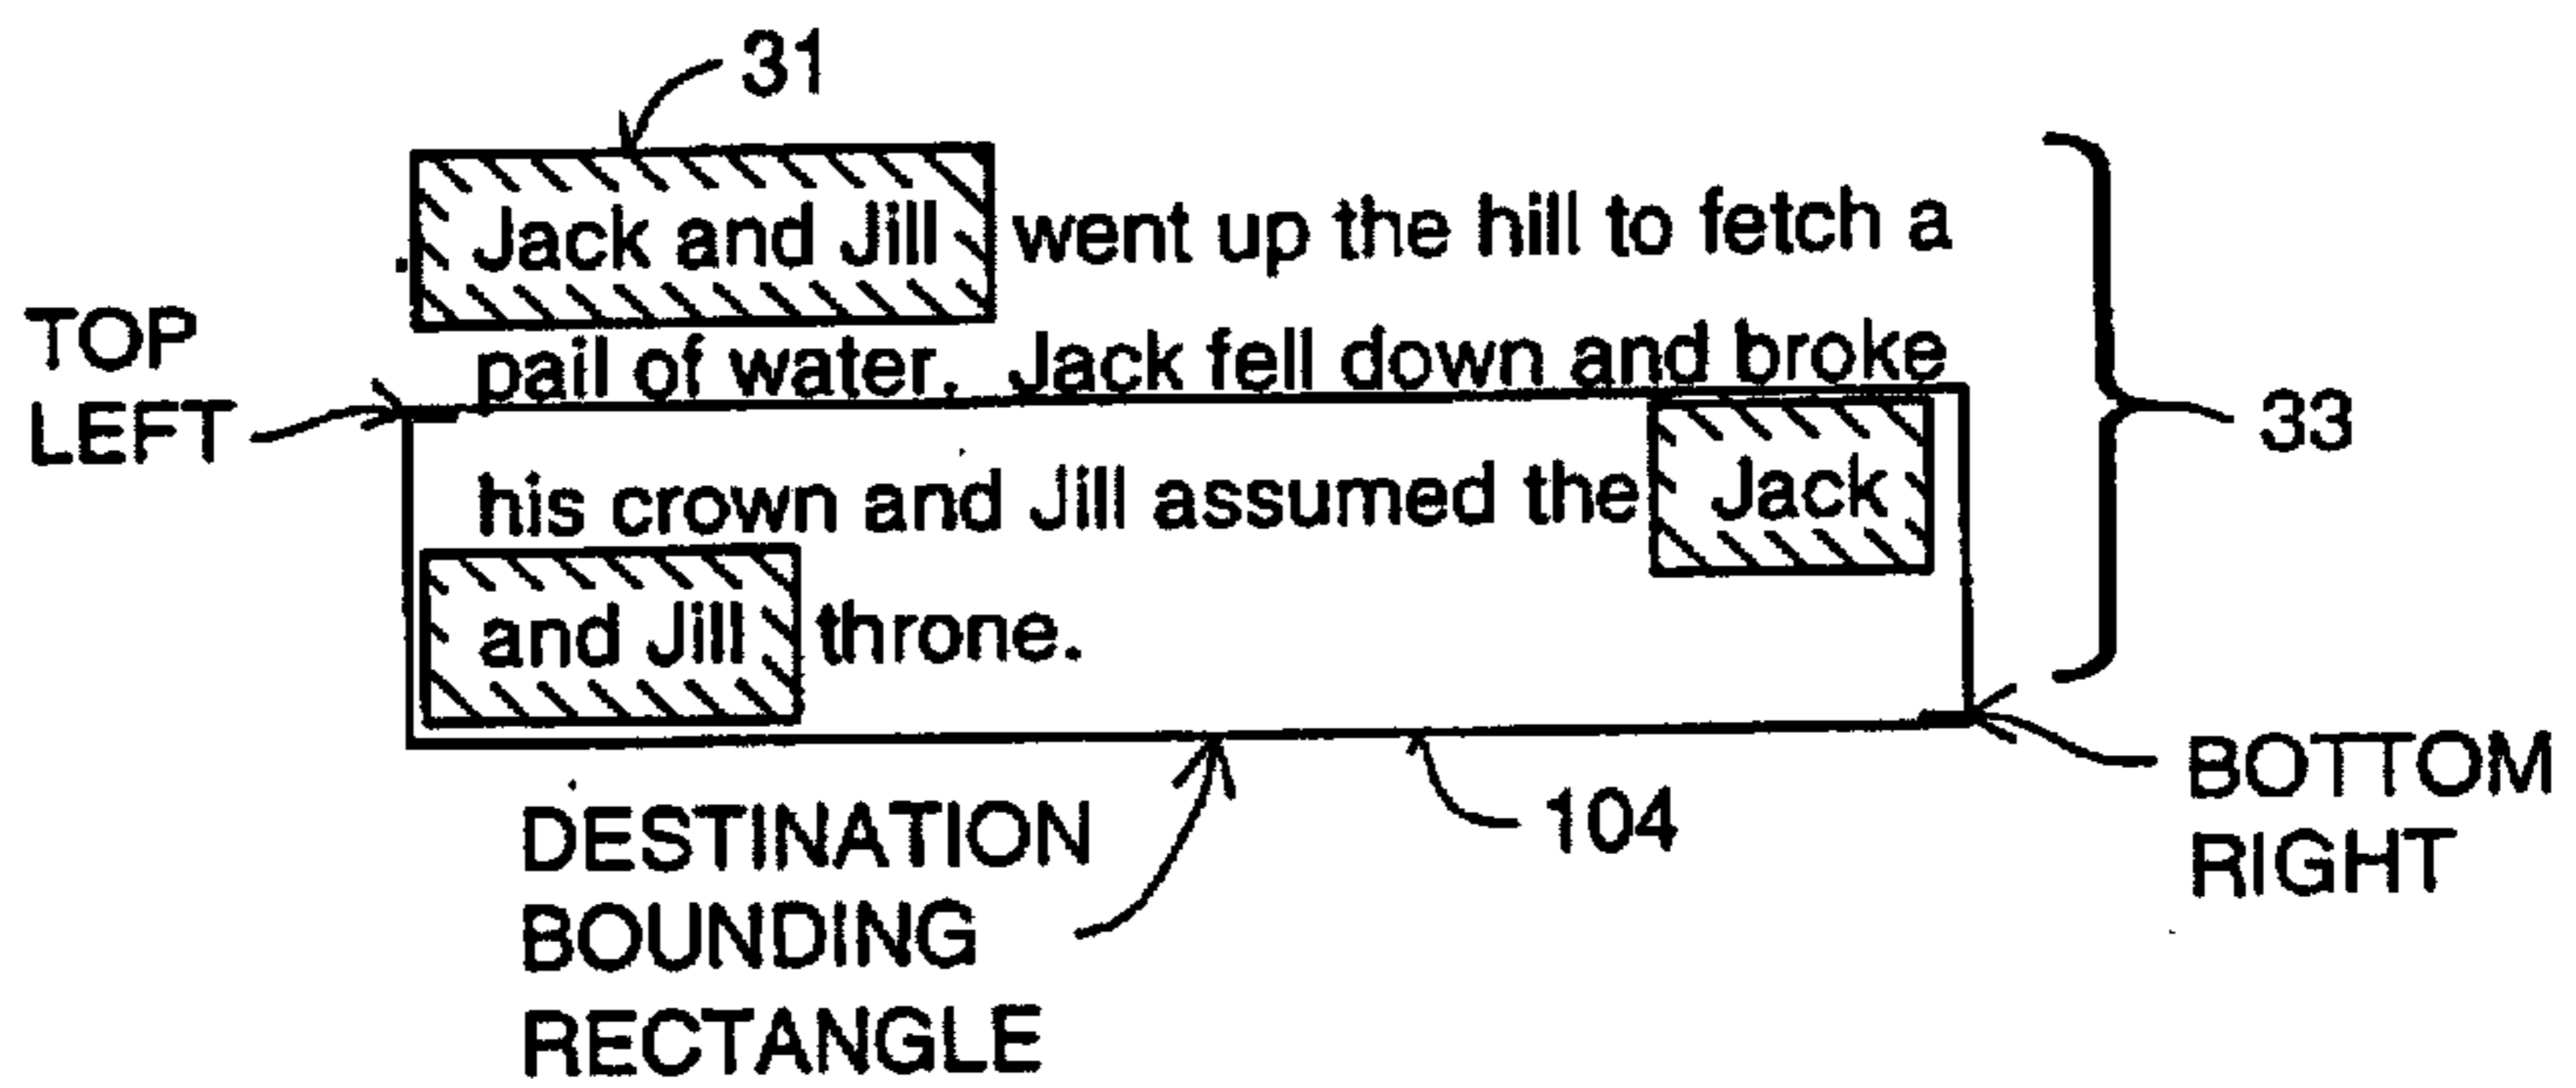 31
Jack and Jill went up the hill to fetch a
TOP
LEFT
pail of water. Jack fell down and broke
33
his crown and Jill assumed the Jack
and Jill throne.
BOTTOM
RIGHT
104
DESTINATION
BOUNDING
RECTANGLE